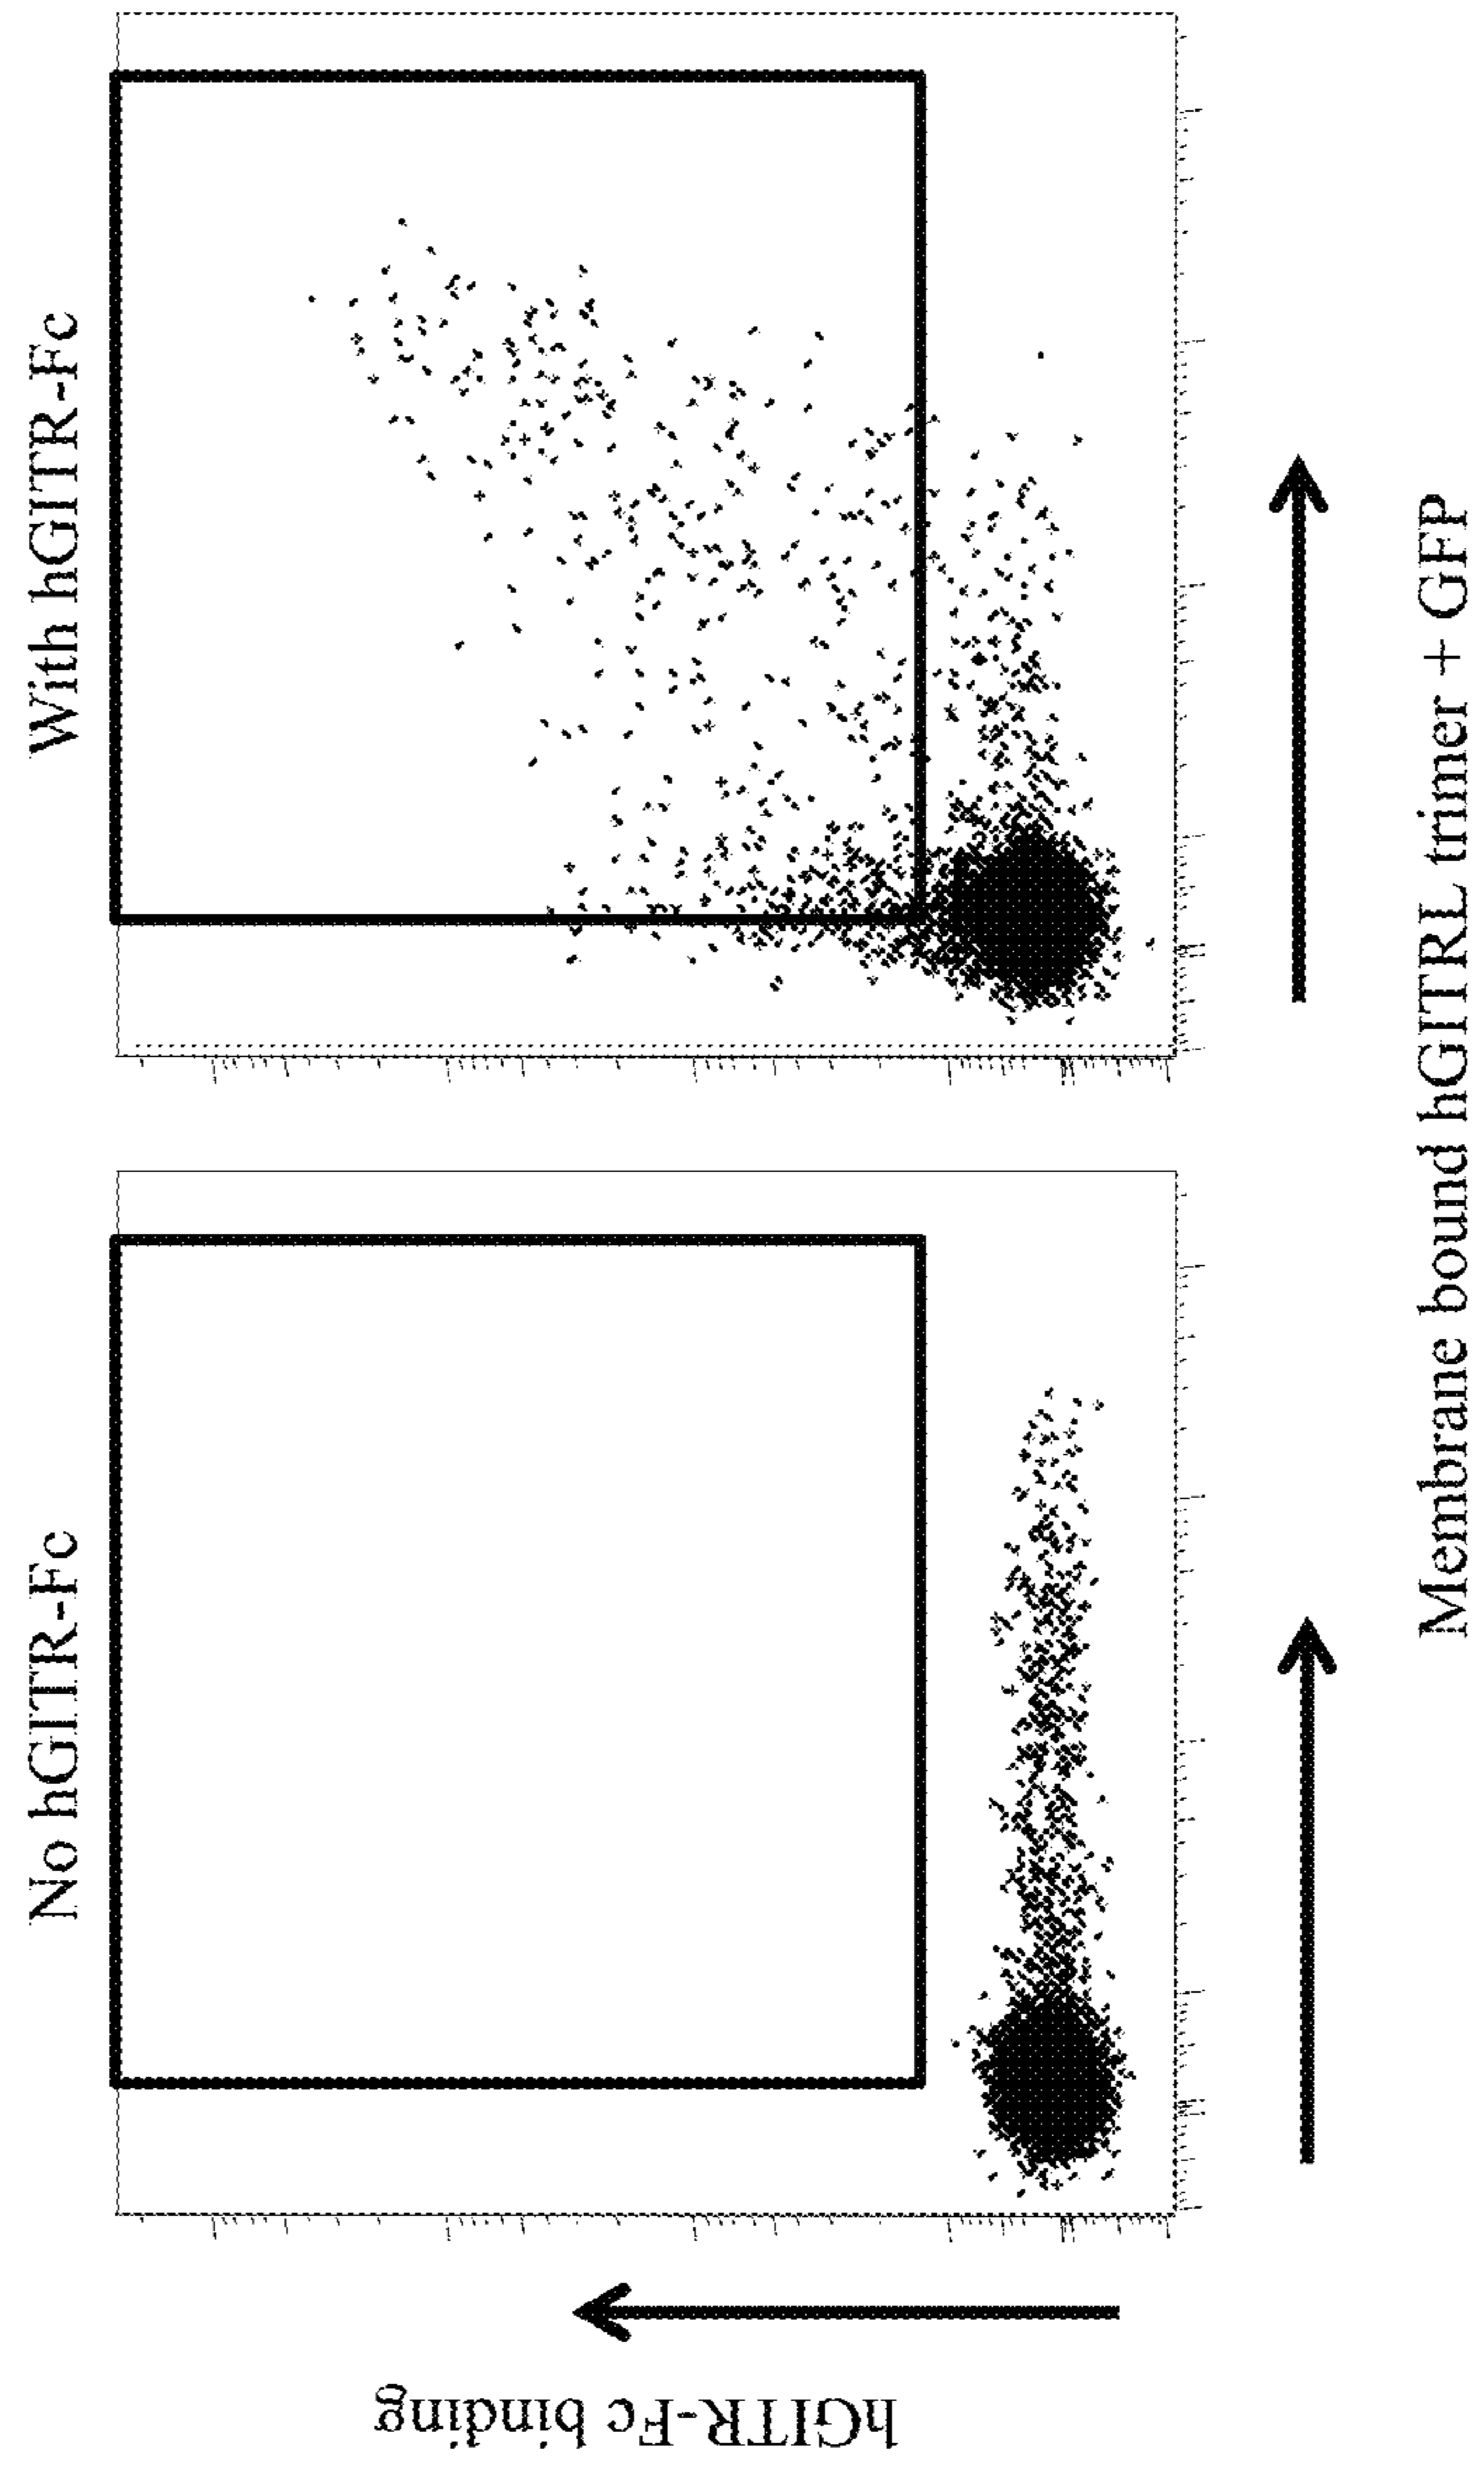 No hGITR-Fc
With hGITR-Fc
hGITR-Fc binding
Membrane bound hGITRL trimer + GFP